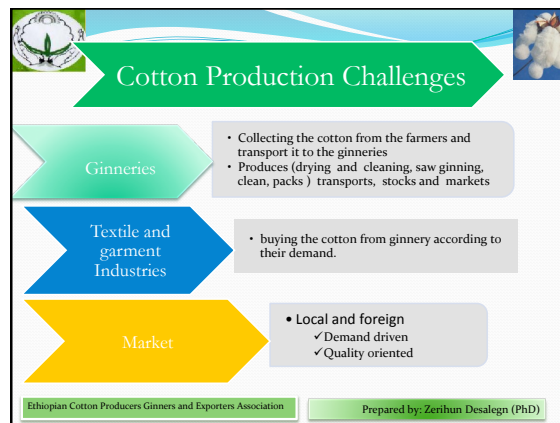 Cotton Production Challenges
Ginneries
• Collecting the cotton from the farmers and
transport it to the ginneries
• Produces (drying and cleaning, saw ginning,
clean, packs ) transports, stocks and markets
Textile and
garment
Industries
• buying the cotton from ginnery according to
their demand.
Market
• Local and foreign
✓Demand driven
✓Quality oriented
Ethiopian Cotton Producers Ginners and Exporters Association
Prepared by: Zerihun Desalegn (PhD)